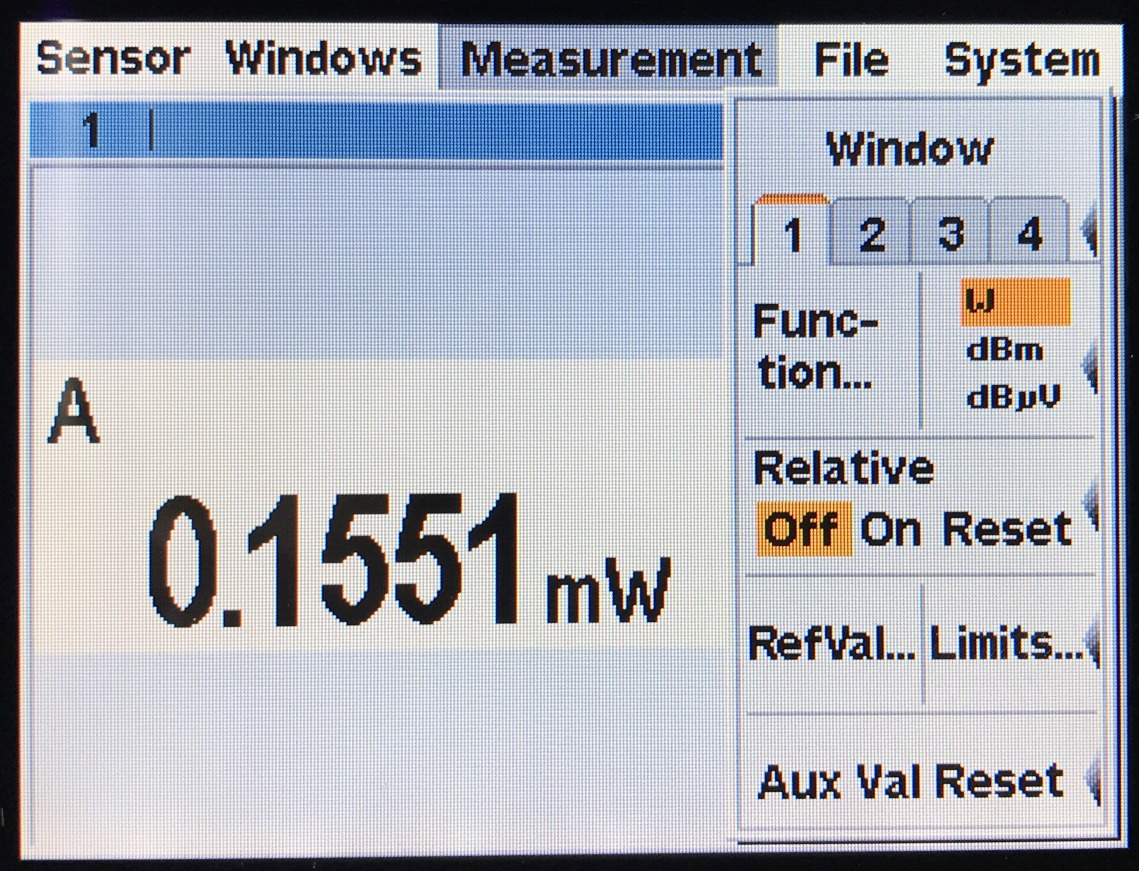 Sensor Windows Measurement File System
1
Window
1 2 3 4
Func-
tion...
W
dBm
dBµV
A
0.1551 mW
Relative
Off On Reset
RefVal... Limits...
Aux Val Reset